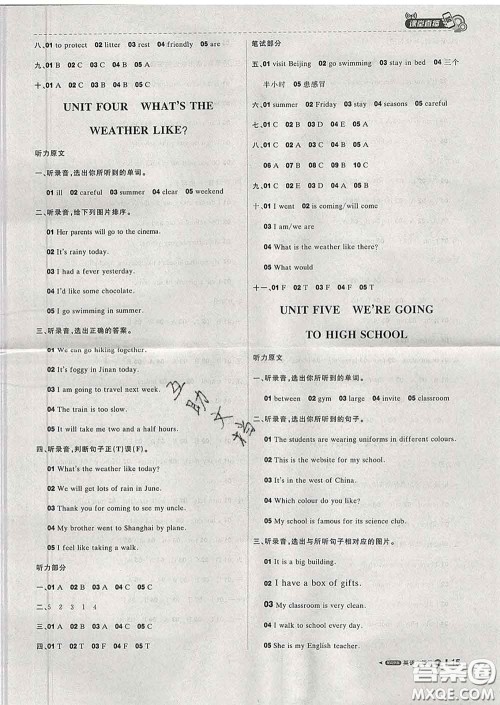 课堂直播
八、01 to protect 02 litter 03 rest 04 friendly 05 are
九、01 B 02 B 03 C 04 A 05 C
十、01 A 02 B 03 B 04 C 05 B
UNIT FOUR WHAT'S THE
WEATHER LIKE?
听力原文
一、听录音,选出你所听到的单词。
01 ill 02 careful 03 summer 04 clear 05 weekend
二、听录音,给下列图片排序。
01 Her parents will go to the cinema.
02 It's rainy today.
03 I had a fever yesterday.
04 I'd like some chocolate.
05 I go swimming in summer.
三、听录音,选出正确的答案。
01 We can go hiking together.
02 It's foggy in Jinan today.
03 I am going to travel next week.
04 The train is too slow.
05 It will take me two and a half hours.
四、听录音,判断句子正(T)误(F)。
01 What's the weather like today?
02 We will get lots of rain in June.
03 Thank you for coming to see my uncle.
04 My brother went to Shanghai by plane.
05 I feel like taking a bath.
听力部分
一、01 A 02 B 03 A 04 C 05 C
二、5 2 3 1 4
三、01 A 02 B 03 C 04 A 05 C
四、01 T 02 T 03 F 04 F 05 T
笔试部分
五、01 visit Beijing 02 go swimming 03 stay in bed 04 三个
半小时 05 患感冒
六、01 summer 02 Friday 03 stay 04 seasons 05 careful
七、01 C 02 B 03 C 04 B 05 A
八、01 C 02 B 03 B 04 A 05 A
06 A 07 C 08 B 09 B 10 C
九、01 B 02 A 03 D 04 E 05 C
十、01 I went 02 is coming/will come
03 I am/we are
04 What is the weather like there?
05 What would
十一、01 F 02 T 03 F 04 F 05 T
UNIT FIVE WE'RE GOING
TO HIGH SCHOOL
听力原文
一、听录音,选出你所听到的单词。
01 between 02 gym 03 large 04 invite 05 classroom
二、听录音,选出你所听到的句子。
01 The students are wearing uniforms in different colours.
02 This is the website for my school.
03 It's in the west of China.
04 Which colour do you like?
05 My school is famous for its science club.
三、听录音,选出与所听句子相对应的图片。
01 It is a big building.
02 I have a box of gifts.
03 My classroom is very clean.
04 I walk to school every day.
05 She is my English teacher.
互助文档
答案圈
MXQE.COM